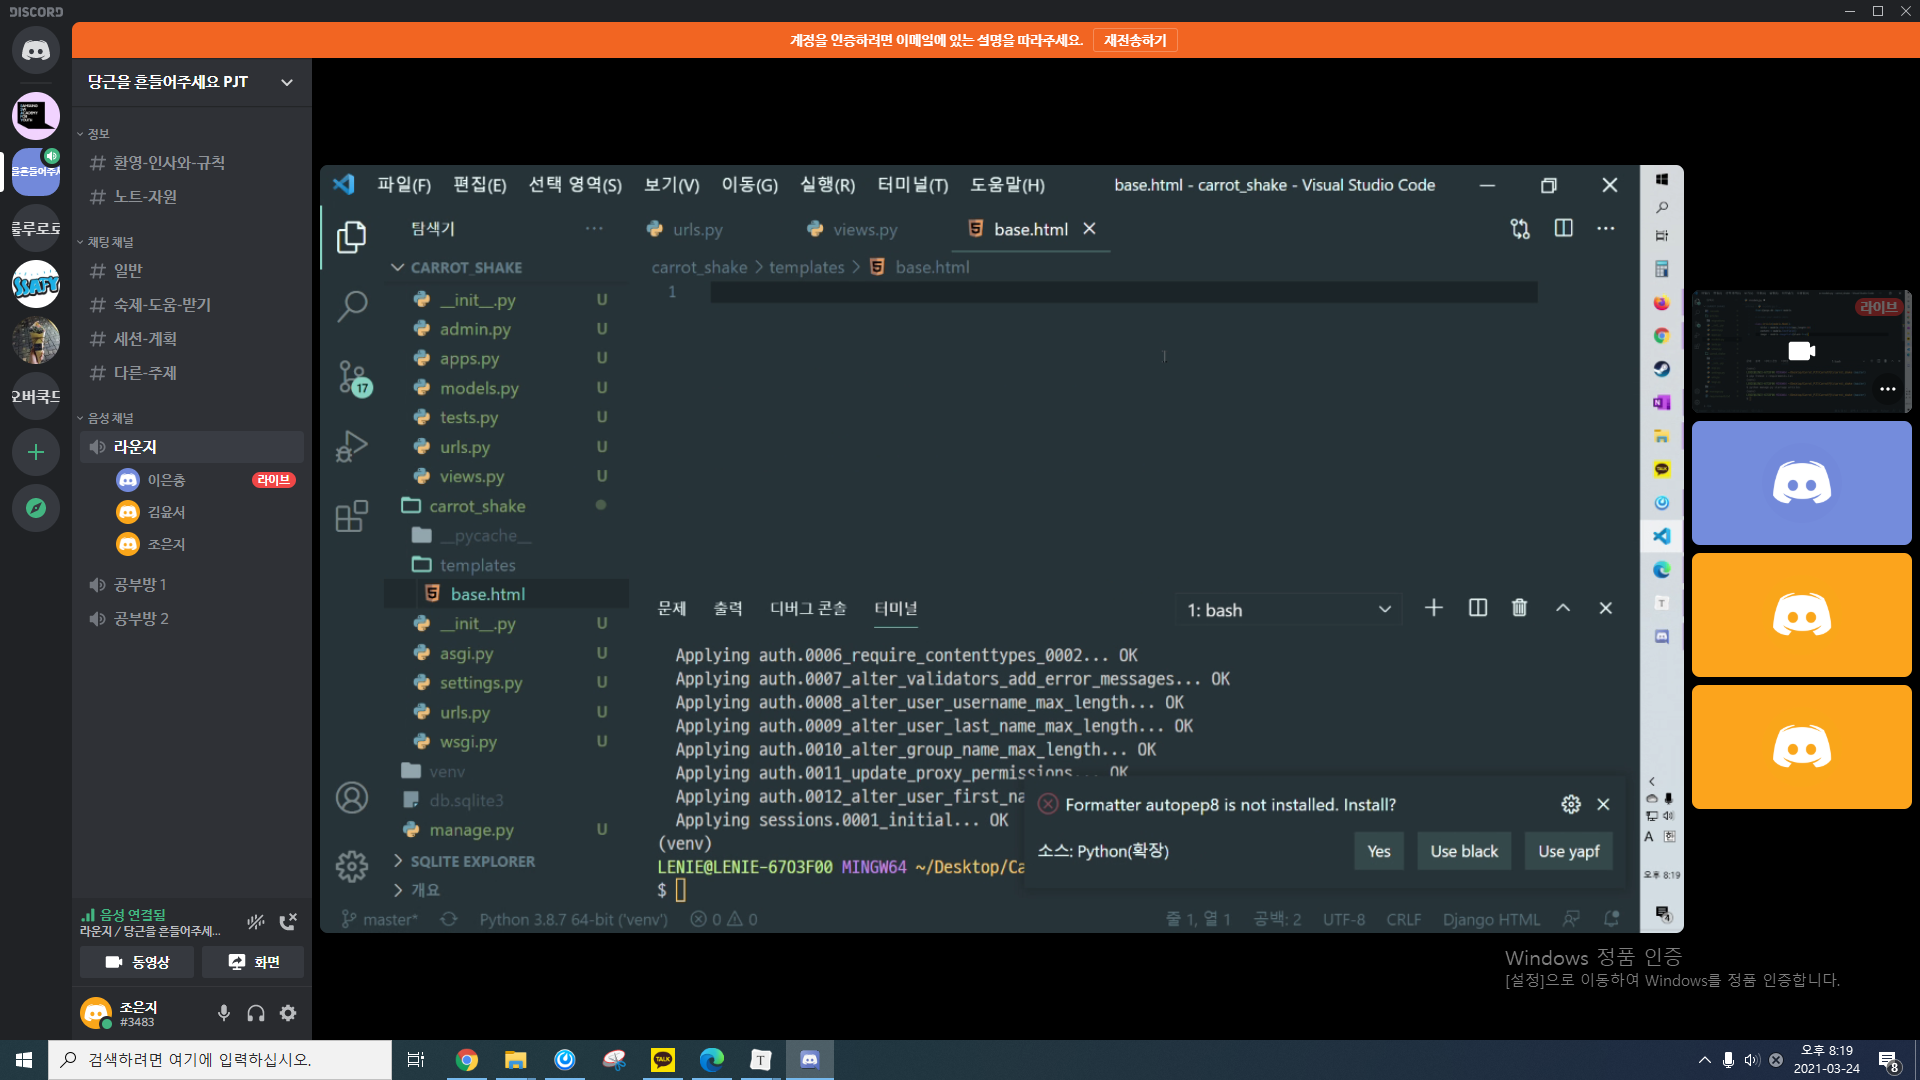 DISCORD
계정을 인증하려면 이메일에 있는 설명을 따라주세요. 재전송하기
당근을 흔들어주세요 PJT
정보
환영-인사와-규칙
노트-자원
채팅 채널
일반
숙제-도움-받기
세션-계획
다른-주제
음성 채널
라운지
이은총 라이브
김윤서
조은지
공부방 1
공부방 2
음성 연결됨
라운지 / 당근을 흔들어주세...
동영상 화면
조은지
#3483
SSAFY
파일(F) 편집(E) 선택 영역(S) 보기(V) 이동(G) 실행(R) 터미널(T) 도움말(H) base.html - carrot_shake - Visual Studio Code
탐색기
urls.py views.py base.html
CARROT_SHAKE
carrot_shake > templates > base.html
1
__init__.py U
admin.py U
apps.py U
models.py U
tests.py U
urls.py U
views.py U
carrot_shake
__pycache__
templates
base.html
__init__.py U
asgi.py U
settings.py U
urls.py U
wsgi.py U
venv
db.sqlite3
manage.py U
SQLITE EXPLORER
개요
17
문제 출력 디버그 콘솔 터미널 1: bash
Applying auth.0006_require_contenttypes_0002... OK
Applying auth.0007_alter_validators_add_error_messages... OK
Applying auth.0008_alter_user_username_max_length... OK
Applying auth.0009_alter_user_last_name_max_length... OK
Applying auth.0010_alter_group_name_max_length... OK
Applying auth.0011_update_proxy_permissions... OK
Applying auth.0012_alter_user_first_na
Applying sessions.0001_initial... OK
(venv)
LENIE@LENIE-67O3F00 MINGW64 ~/Desktop/Ca
$
Formatter autopep8 is not installed. Install?
소스: Python(확장)
Yes Use black Use yapf
master* Python 3.8.7 64-bit ('venv') 0 0 줄 1, 열 1 공백: 2 UTF-8 CRLF Django HTML
A 한
오후 8:19
4
라이브
Windows 정품 인증
[설정]으로 이동하여 Windows를 정품 인증합니다.
검색하려면 여기에 입력하십시오.
TALK
T
오후 8:19
2021-03-24
8